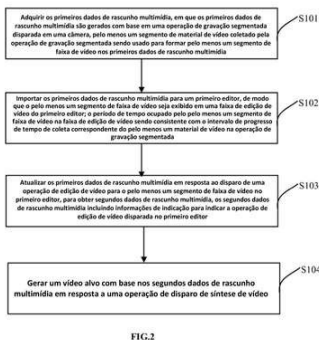 Adquirir os primeiros dados de rascunho multimídia, em que os primeiros dados
de rascunho multimídia são gerados com base em uma operação de gravação segmentada
disparada em uma câmera, pelo menos um segmento de vídeo coletado pela
operação de gravação segmentada sendo usado para formar pelo menos um segmento de
faixa de vídeo nos primeiros dados de rascunho multimídia
S101
Importar os primeiros dados de rascunho multimídia para um primeiro editor, de modo
que o pelo menos um segmento de faixa de vídeo seja exibido em uma faixa de edição de
vídeo do primeiro editor; o período de tempo ocupado pelo pelo menos um segmento de
faixa de vídeo na faixa de edição de vídeo sendo consistente com o intervalo de progresso
de tempo de coleta correspondente do pelo menos um material de vídeo na operação de
gravação segmentada
S102
Atualizar os primeiros dados de rascunho multimídia em resposta ao disparo de uma
operação de edição de vídeo para o pelo menos um segmento de faixa de vídeo no
primeiro editor, para obter segundos dados de rascunho multimídia, os segundos dados
de rascunho multimídia incluindo informações de indicação para indicar a operação de
edição de vídeo disparada no primeiro editor
S103
Gerar um vídeo alvo com base nos segundos dados de rascunho
multimídia em resposta a uma operação de disparo de síntese de vídeo
S104
FIG.2